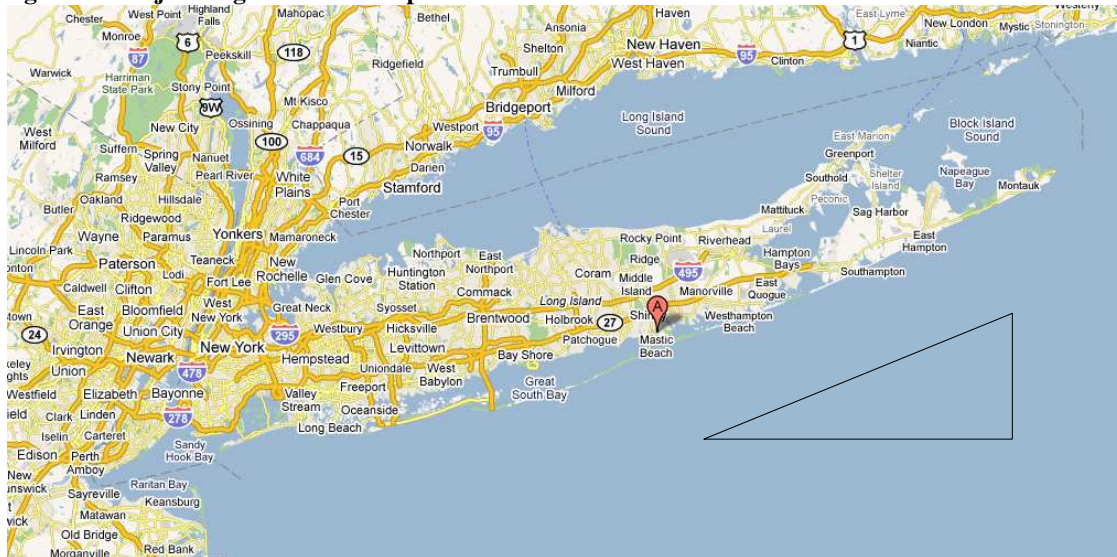 Chester
West Point
Highland
Falls
Mahopac
Bethel
Haven
East Lyme
New London
Mystic
Stonington
Monroe
87
6
Peekskill
118
Ansonia
Shelton
New Haven
West Haven
95
Clinton
1
Niantic
Warwick
Harriman
State Park
Stony Point
Ridgefield
Trumbull
Milford
Bridgeport
9W
Mt Kisco
Ossining
Chappaqua
Westport
Long Island
Sound
Block Island
Sound
West
Milford
New City
100
684
15
Norwalk
95
Darien
Stamford
East Marion
Greenport
Suffern
Spring
Valley
Nanuet
Pearl River
White
Plains
Port
Chester
Southold
Shelter
Island
Napeague
Bay
Montauk
Ramsey
Oakland
Hillsdale
Butler
Ridgewood
Yonkers
Mamaroneck
Mattituck
Peconic
Sag Harbor
Lincoln Park
Wayne
Paramus
Teaneck
New
Rochelle
Glen Cove
Northport
East
Northport
Huntington
Station
Rocky Point
Riverhead
Laurel
Hampton
Bays
East
Hampton
Paterson
Lodi
Fort Lee
Caldwell
Clifton
Coram
Ridge
Middle
Island
495
Manorville
East
Quogue
Southampton
East
Orange
Bloomfield
West
New York
Great Neck
Syosset
Commack
Long Island
24
Union City
New York
295
Westbury
Hicksville
Brentwood
Holbrook
27
A
Westhampton
Beach
Irvington
Newark
Hempstead
Levittown
Patchogue
Mastic
Beach
Union
478
Uniondale
West
Babylon
Bay Shore
Great
South Bay
Westfield
Elizabeth
Bayonne
Valley
Stream
Freeport
Oceanside
Clark
Linden
278
Long Beach
Iselin
Carteret
Edison
Perth
Amboy
Sandy
Hook Bay
New
Raritan Bay
Sayreville
Keansburg
Matawan
Old Bridge
Red Bank
Morganville